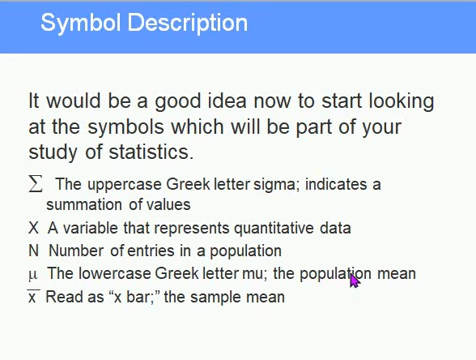 Symbol Description
It would be a good idea now to start looking
at the symbols which will be part of your
study of statistics.
∑ The uppercase Greek letter sigma; indicates a
summation of values
X A variable that represents quantitative data
N Number of entries in a population
μ The lowercase Greek letter mu; the population mean
x̄ Read as “x bar;” the sample mean